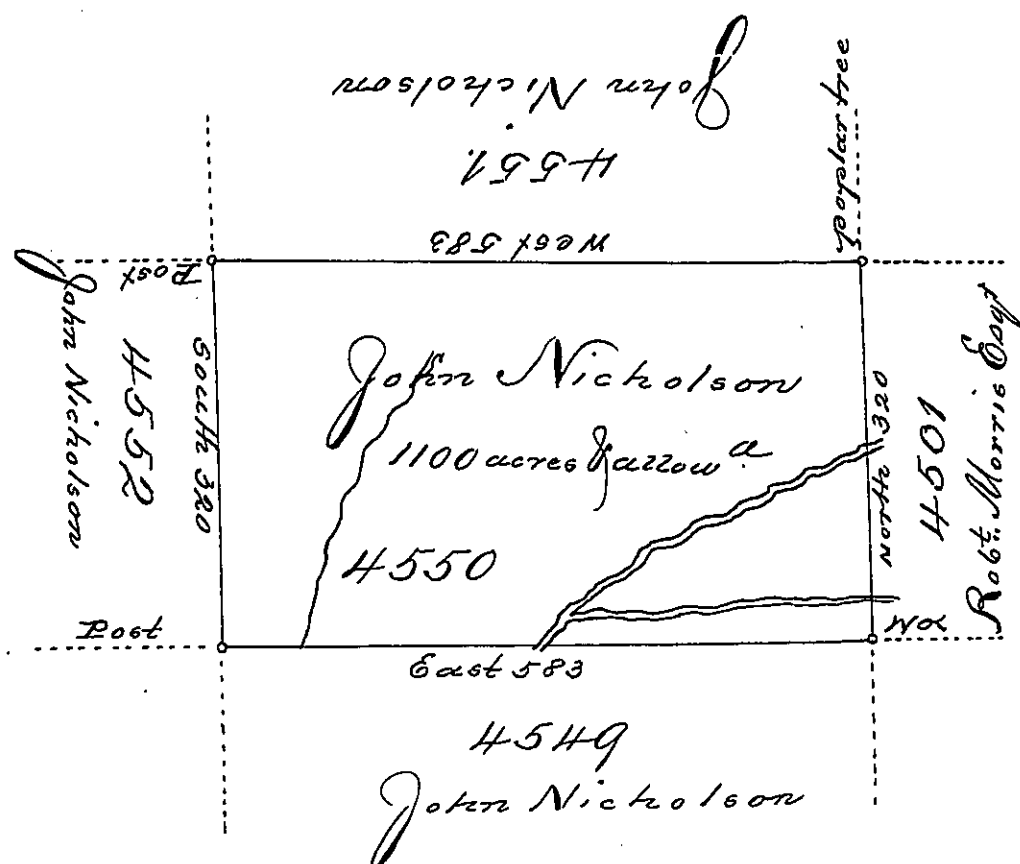 John Nicholson
4551.
West 583
poplar tree
Post
John Nicholson
4552
South 320
John Nicholson
1100 acres & allow a
4550
North 320
4501
Robt. Morris Esqr
Post
East 583
4549
John Nicholson